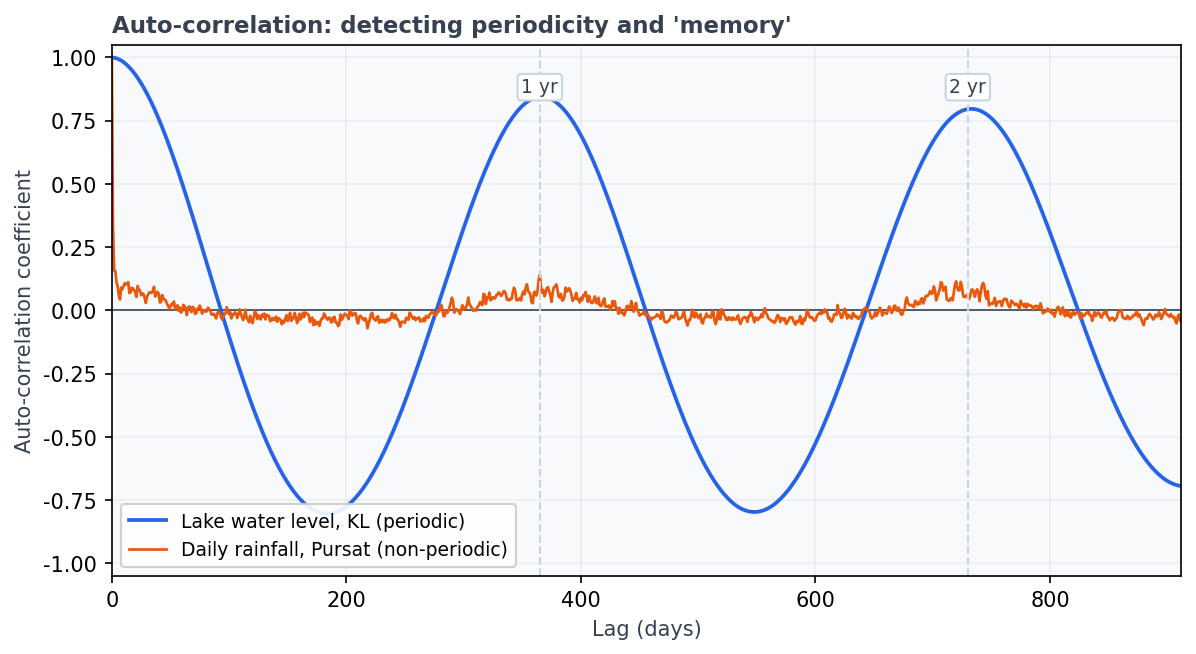 Auto-correlation: detecting periodicity and 'memory'
1.00
0.75
0.50
0.25
0.00
-0.25
-0.50
-0.75
-1.00
Auto-correlation coefficient
1 yr
2 yr
Lake water level, KL (periodic)
Daily rainfall, Pursat (non-periodic)
0
200
400
600
800
Lag (days)